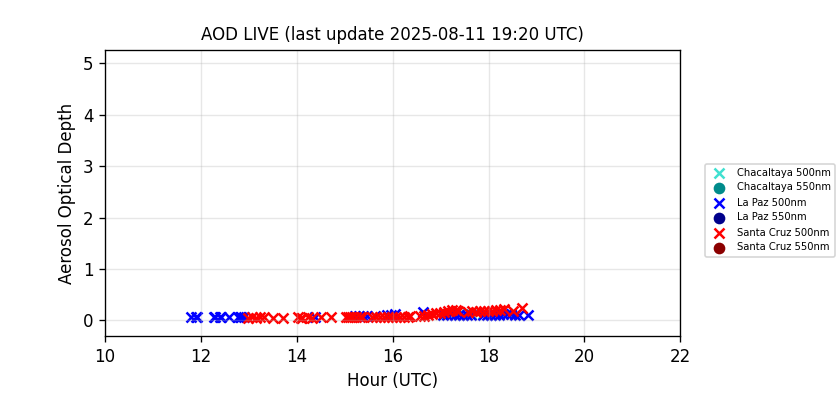 AOD LIVE (last update 2025-08-11 19:20 UTC)
5
4
3
2
1
0
Aerosol Optical Depth
10 12 14 16 18 20 22
Hour (UTC)
Chacaltaya 500nm
Chacaltaya 550nm
La Paz 500nm
La Paz 550nm
Santa Cruz 500nm
Santa Cruz 550nm